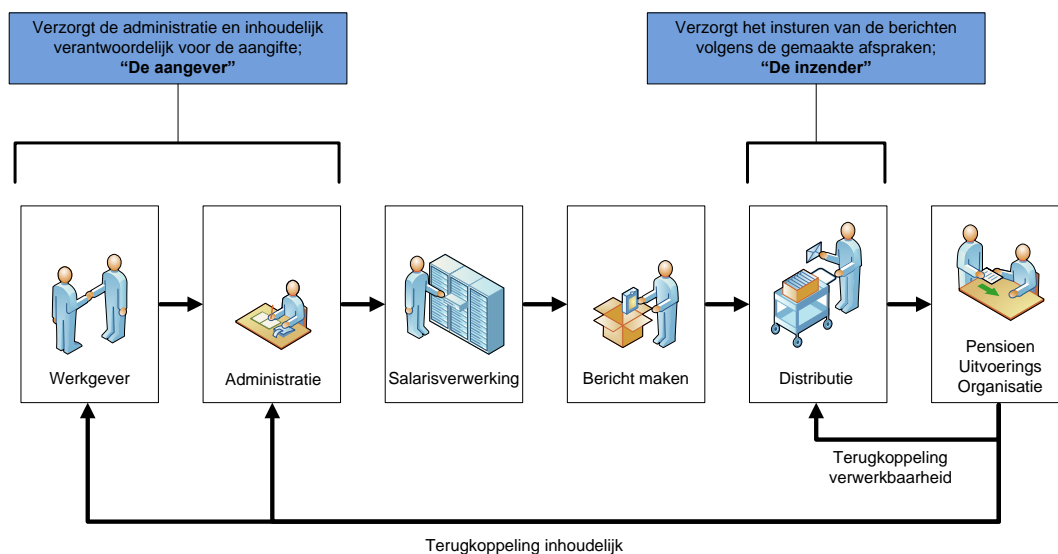 Verzorgt de administratie en inhoudelijk
verantwoordelijk voor de aangifte;
“De aangever”
Verzorgt het insturen van de berichten
volgens de gemaakte afspraken;
“De inzender”
Werkgever
Administratie
Salarisverwerking
Bericht maken
Distributie
Pensioen
Uitvoerings
Organisatie
Terugkoppeling
verwerkbaarheid
Terugkoppeling inhoudelijk